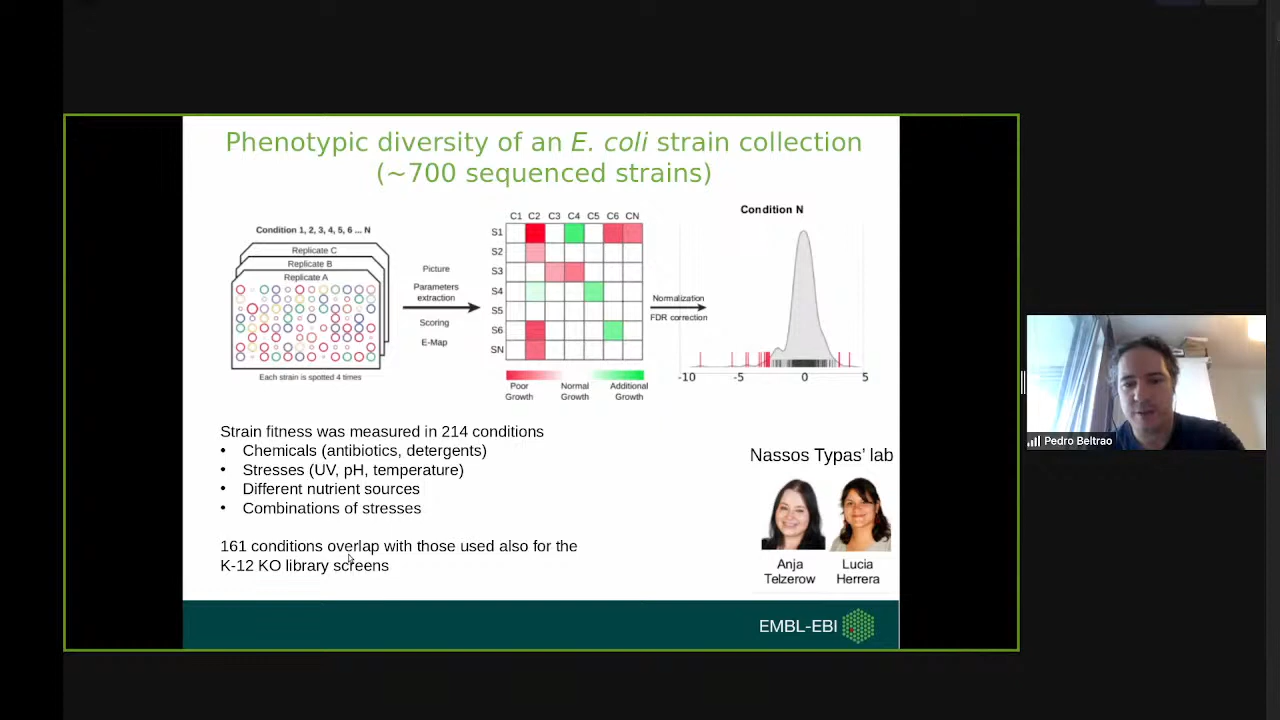 Phenotypic diversity of an E. coli strain collection
(~700 sequenced strains)
Condition 1, 2, 3, 4, 5, 6 ... N
Replicate C
Replicate B
Replicate A
Each strain is spotted 4 times
Picture
Parameters
extraction
Scoring
E-Map
C1 C2 C3 C4 C5 C6 CN
S1
S2
S3
S4
S5
S6
SN
Poor
Growth
Normal
Growth
Additional
Growth
Normalization
FDR correction
Condition N
-10 -5 0 5
Strain fitness was measured in 214 conditions
• Chemicals (antibiotics, detergents)
• Stresses (UV, pH, temperature)
• Different nutrient sources
• Combinations of stresses
161 conditions overlap with those used also for the
K-12 KO library screens
Nassos Typas' lab
Anja
Telzerow
Lucia
Herrera
EMBL-EBI
Pedro Beltrao